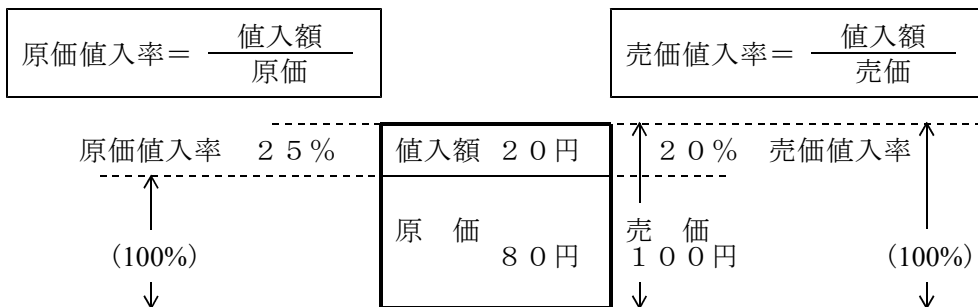 原価値入率＝ 値入額
原価
売価値入率＝ 値入額
売価
原価値入率　２５％
値入額 ２０円
２０％　売価値入率
原　価
８０円
売　価
１００円
(100%)
(100%)